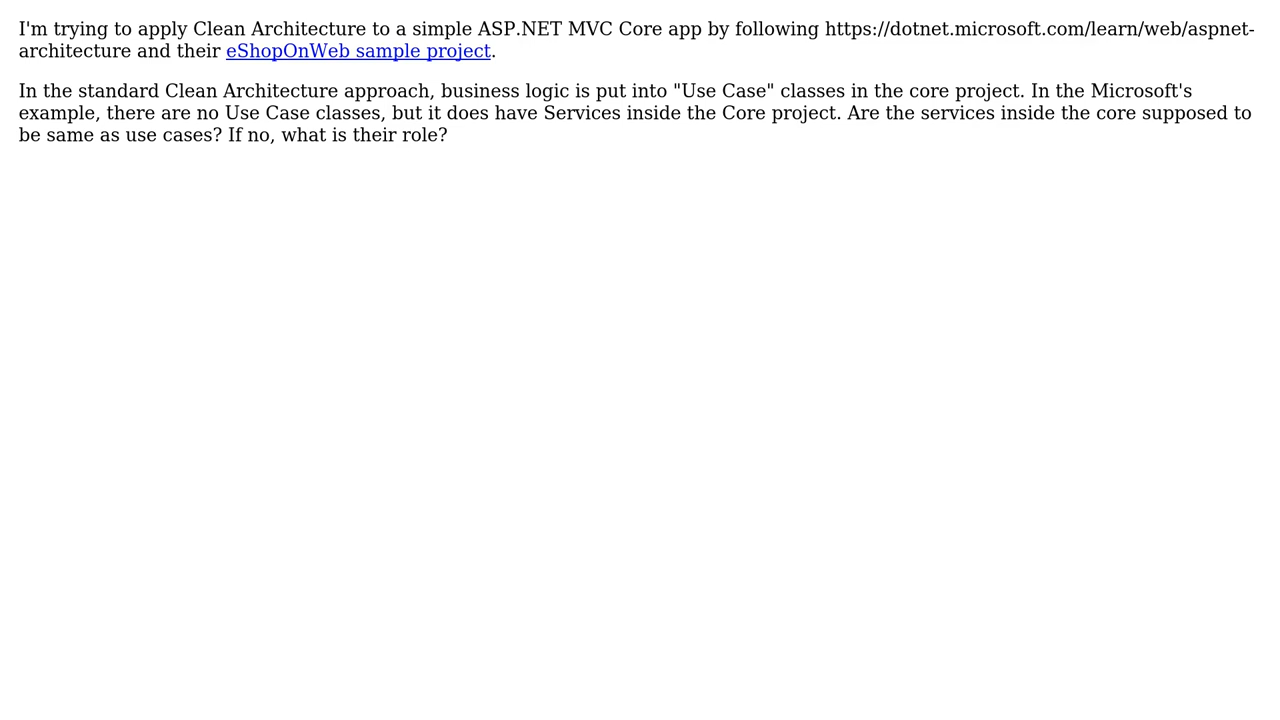 I'm trying to apply Clean Architecture to a simple ASP.NET MVC Core app by following https://dotnet.microsoft.com/learn/web/aspnet-
architecture and their eShopOnWeb sample project.
In the standard Clean Architecture approach, business logic is put into "Use Case" classes in the core project. In the Microsoft's
example, there are no Use Case classes, but it does have Services inside the Core project. Are the services inside the core supposed to
be same as use cases? If no, what is their role?